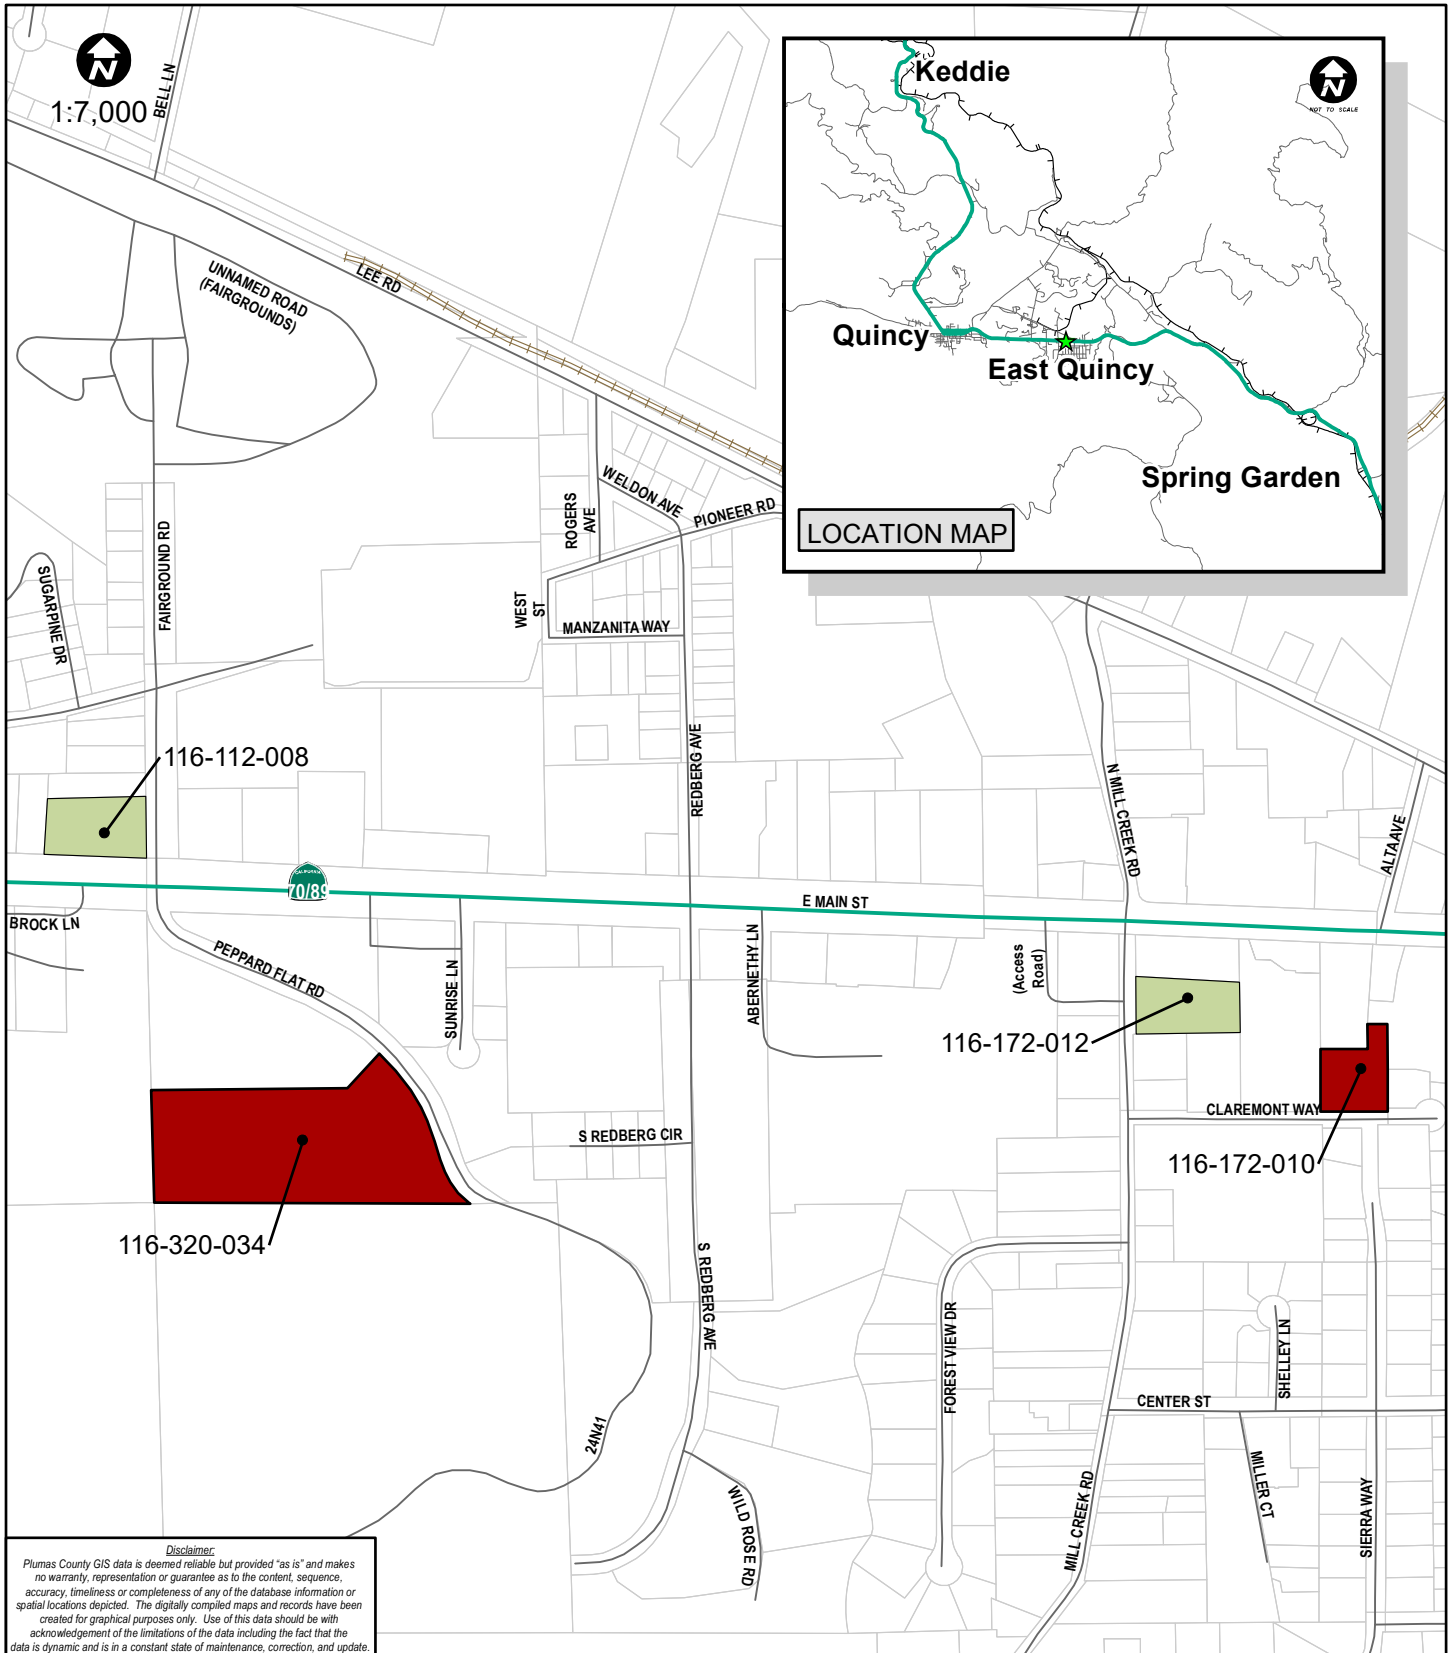 N
1:7,000
BELL LN
Keddie
N
NOT TO SCALE
Quincy
East Quincy
Spring Garden
LOCATION MAP
UNNAMED ROAD
(FAIRGROUNDS)
LEE RD
WELDON AVE
ROGERS
AVE
PIONEER RD
FAIRGROUND RD
SUGARPINE DR
WEST
ST
MANZANITA WAY
116-112-008
REDBERG AVE
N MILL CREEK RD
ALTA AVE
CALIFORNIA
70/89
E MAIN ST
BROCK LN
PEPPARD FLAT RD
SUNRISE LN
ABERNETHY LN
(Access
Road)
116-172-012
CLAREMONT WAY
S REDBERG CIR
116-172-010
116-320-034
S REDBERG AVE
FOREST VIEW DR
SHELLEY LN
CENTER ST
24N41
WILD ROSE RD
MILL CREEK RD
MILLER CT
SIERRA WAY
Disclaimer:
Plumas County GIS data is deemed reliable but provided "as is" and makes
no warranty, representation or guarantee as to the content, sequence,
accuracy, timeliness or completeness of any of the database information or
spatial locations depicted. The digitally compiled maps and records have been
created for graphical purposes only. Use of this data should be with
acknowledgement of the limitations of the data including the fact that the
data is dynamic and is in a constant state of maintenance, correction, and update.